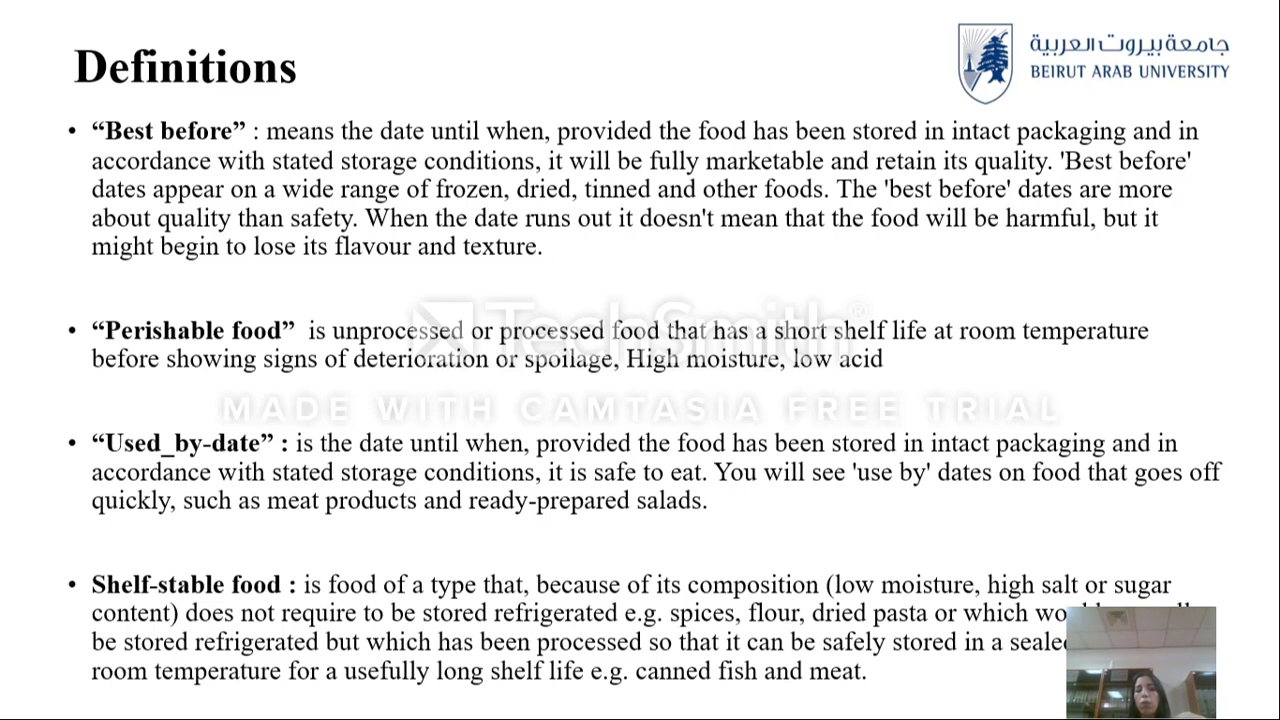 Definitions
جامعة بيروت العربية
BEIRUT ARAB UNIVERSITY
• “Best before” : means the date until when, provided the food has been stored in intact packaging and in
accordance with stated storage conditions, it will be fully marketable and retain its quality. 'Best before'
dates appear on a wide range of frozen, dried, tinned and other foods. The 'best before' dates are more
about quality than safety. When the date runs out it doesn't mean that the food will be harmful, but it
might begin to lose its flavour and texture.
TechSmith®
• “Perishable food” is unprocessed or processed food that has a short shelf life at room temperature
before showing signs of deterioration or spoilage, High moisture, low acid
MADE WITH CAMTASIA FREE TRIAL
• “Used_by-date” : is the date until when, provided the food has been stored in intact packaging and in
accordance with stated storage conditions, it is safe to eat. You will see 'use by' dates on food that goes off
quickly, such as meat products and ready-prepared salads.
• Shelf-stable food : is food of a type that, because of its composition (low moisture, high salt or sugar
content) does not require to be stored refrigerated e.g. spices, flour, dried pasta or which
be stored refrigerated but which has been processed so that it can be safely stored in a
room temperature for a usefully long shelf life e.g. canned fish and meat.